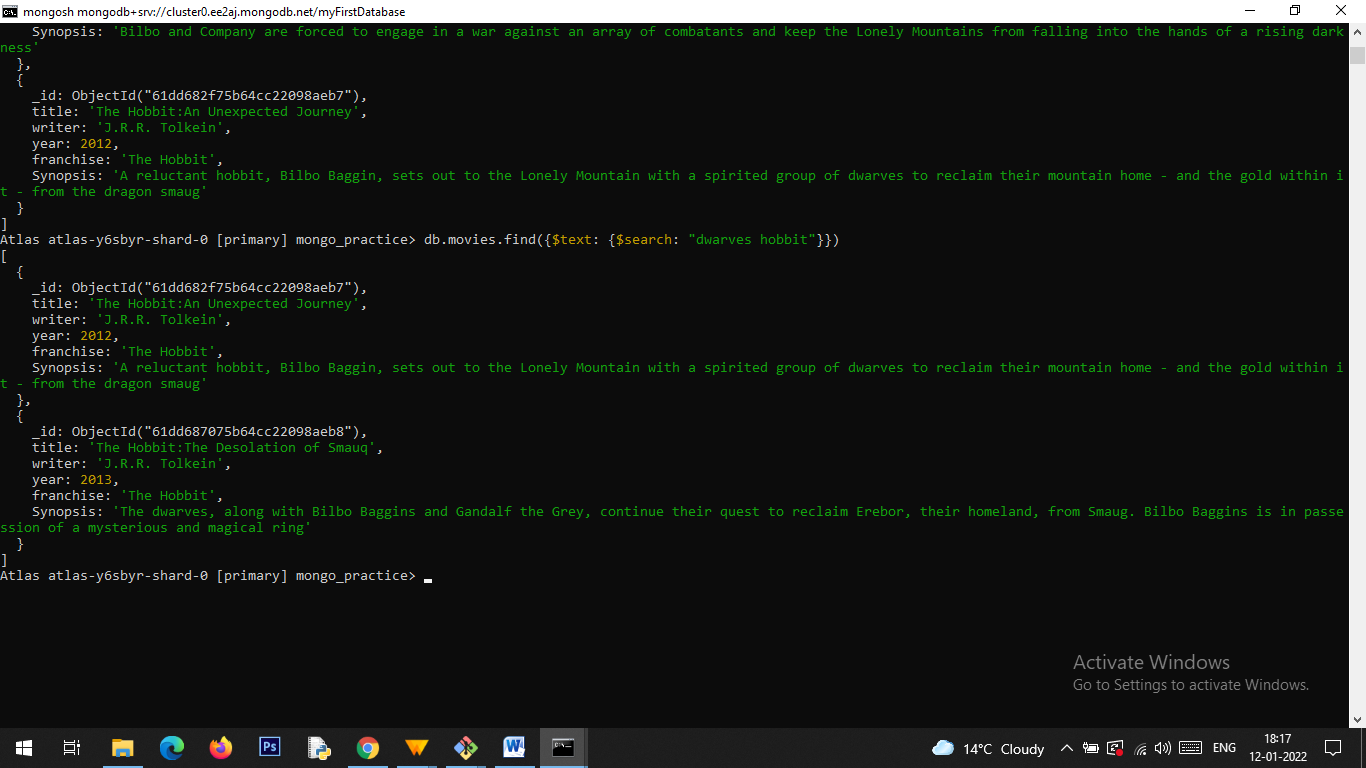 mongosh mongodb+srv://cluster0.ee2aj.mongodb.net/myFirstDatabase
Synopsis: 'Bilbo and Company are forced to engage in a war against an array of combatants and keep the Lonely Mountains from falling into the hands of a rising dark
ness'
},
{
_id: ObjectId("61dd682f75b64cc22098aeb7"),
title: 'The Hobbit:An Unexpected Journey',
writer: 'J.R.R. Tolkein',
year: 2012,
franchise: 'The Hobbit',
Synopsis: 'A reluctant hobbit, Bilbo Baggin, sets out to the Lonely Mountain with a spirited group of dwarves to reclaim their mountain home - and the gold within i
t - from the dragon smaug'
}
]
Atlas atlas-y6sbyr-shard-0 [primary] mongo_practice> db.movies.find({$text: {$search: "dwarves hobbit"}})
[
{
_id: ObjectId("61dd682f75b64cc22098aeb7"),
title: 'The Hobbit:An Unexpected Journey',
writer: 'J.R.R. Tolkein',
year: 2012,
franchise: 'The Hobbit',
Synopsis: 'A reluctant hobbit, Bilbo Baggin, sets out to the Lonely Mountain with a spirited group of dwarves to reclaim their mountain home - and the gold within i
t - from the dragon smaug'
},
{
_id: ObjectId("61dd687075b64cc22098aeb8"),
title: 'The Hobbit:The Desolation of Smauq',
writer: 'J.R.R. Tolkein',
year: 2013,
franchise: 'The Hobbit',
Synopsis: 'The dwarves, along with Bilbo Baggins and Gandalf the Grey, continue their quest to reclaim Erebor, their homeland, from Smaug. Bilbo Baggins is in passe
ssion of a mysterious and magical ring'
}
]
Atlas atlas-y6sbyr-shard-0 [primary] mongo_practice>
Activate Windows
Go to Settings to activate Windows.
Ps
14°C Cloudy
ENG
18:17
12-01-2022